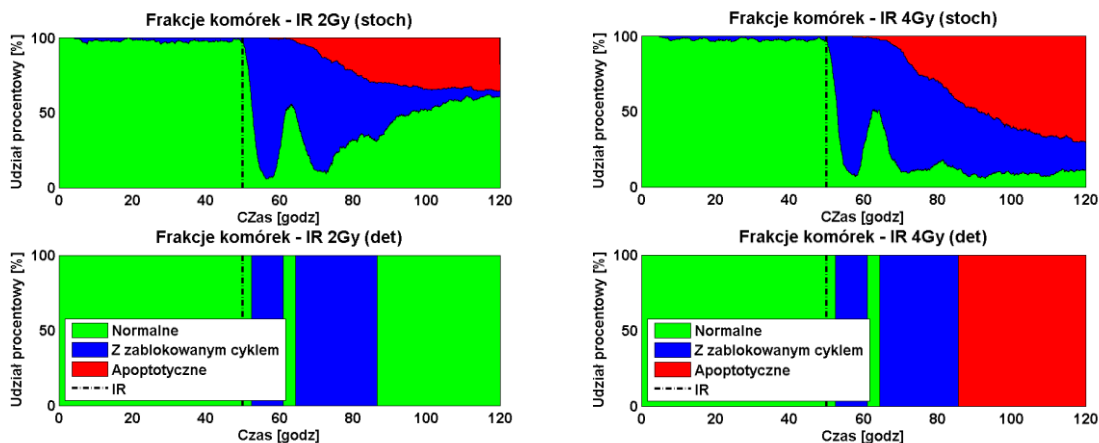 Frakcje komórek - IR 2Gy (stoch)
Udział procentowy [%]
100
50
0
0 20 40 60 80 100 120
CZas [godz]
Frakcje komórek - IR 4Gy (stoch)
Udział procentowy [%]
100
50
0
0 20 40 60 80 100 120
Czas [godz]
Frakcje komórek - IR 2Gy (det)
Udział procentowy [%]
100
50
0
Normalne
Z zablokowanym cyklem
Apoptotyczne
IR
0 20 40 60 80 100 120
Czas [godz]
Frakcje komórek - IR 4Gy (det)
Udział procentowy [%]
100
50
0
Normalne
Z zablokowanym cyklem
Apoptotyczne
IR
0 20 40 60 80 100 120
Czas [godz]